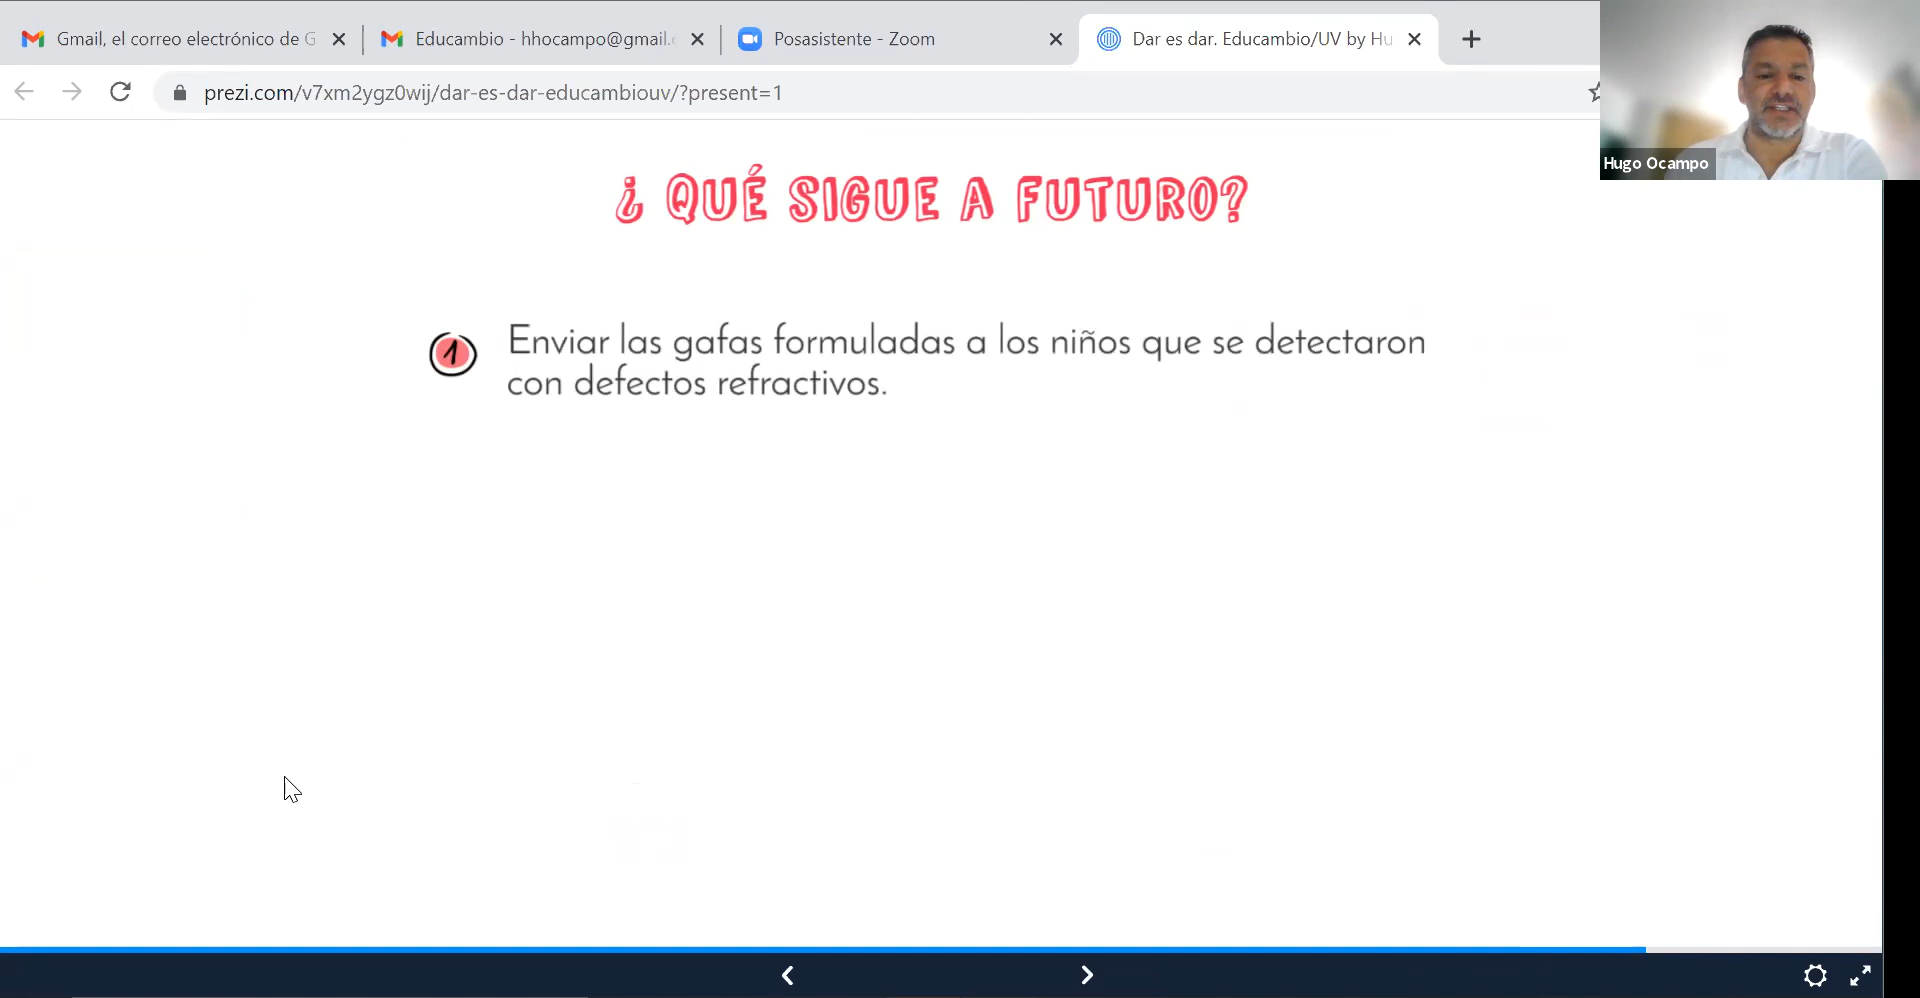 Gmail, el correo electrónico de G
Educambio - hhocampo@gmail.
Posasistente - Zoom
Dar es dar. Educambio/UV by Hu
prezi.com/v7xm2ygz0wij/dar-es-dar-educambiouv/?present=1
Hugo Ocampo
¿ QUÉ SIGUE A FUTURO?
1 Enviar las gafas formuladas a los niños que se detectaron
con defectos refractivos.